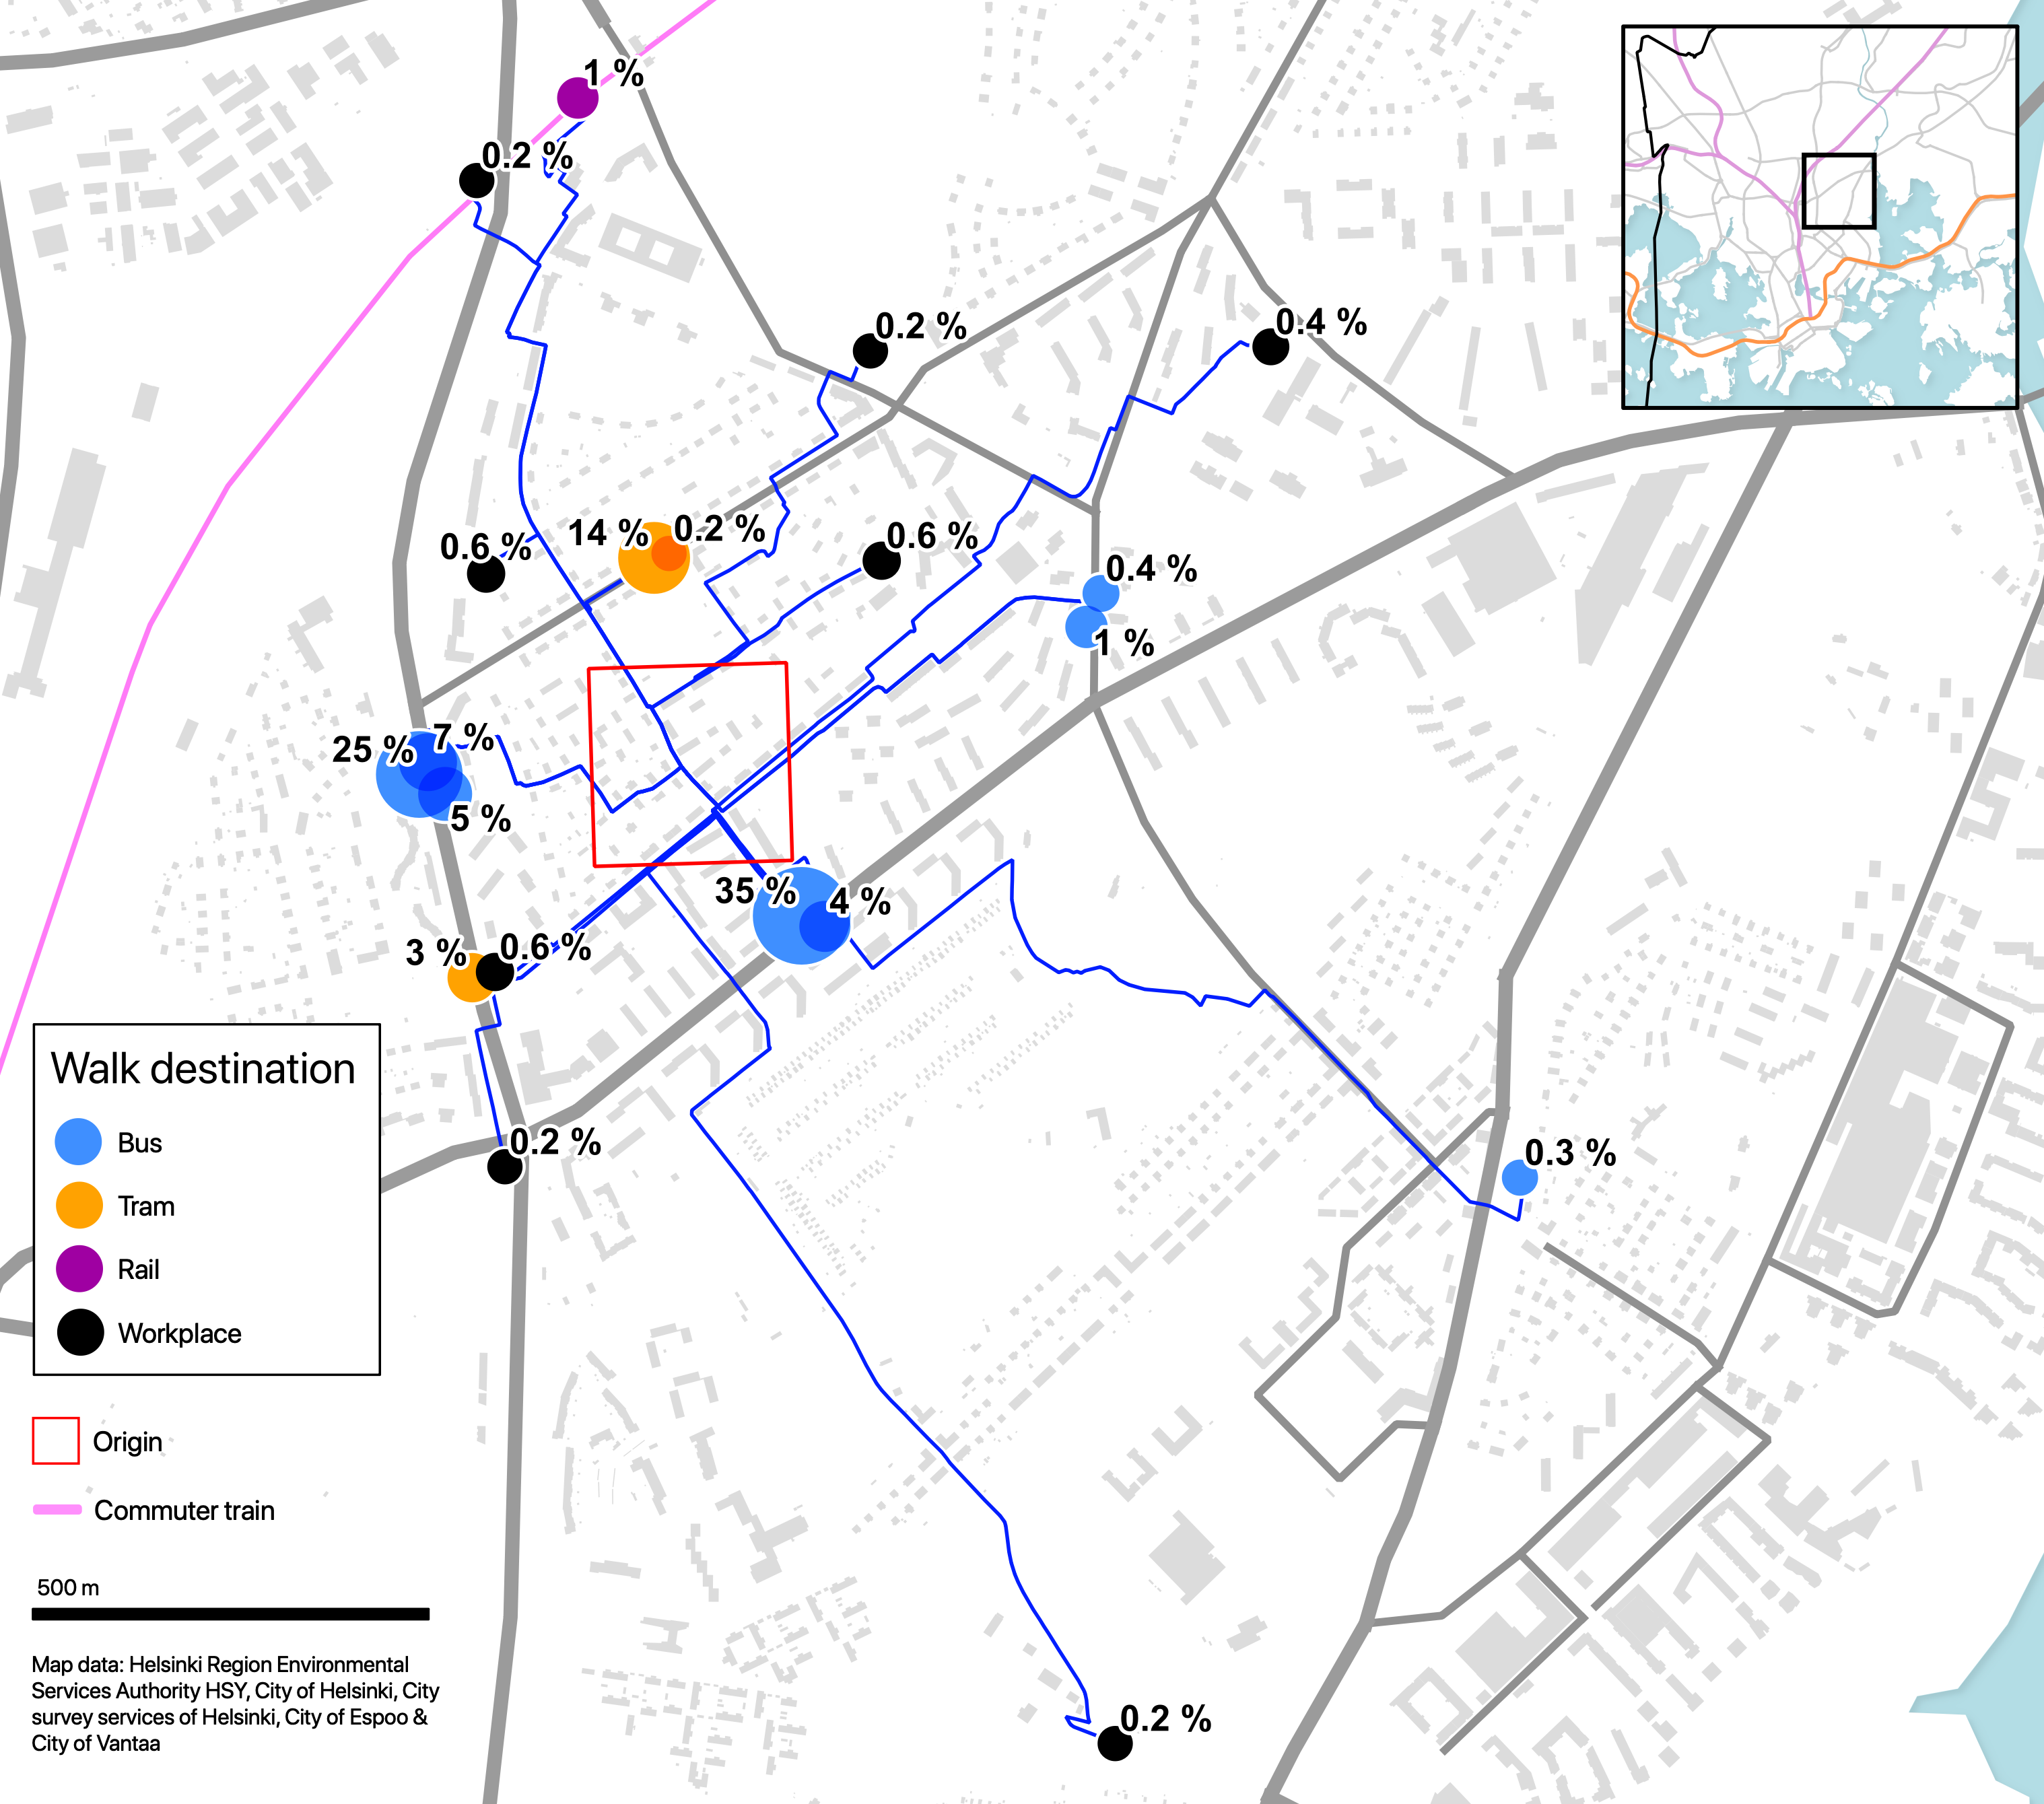 1 %
0.2 %
0.2 %
0.4 %
14 %
0.2 %
0.6 %
0.6 %
0.4 %
1 %
25 %
7 %
5 %
35 %
4 %
3 %
0.6 %
0.2 %
0.3 %
0.2 %
Walk destination
Bus
Tram
Rail
Workplace
Origin
Commuter train
500 m
Map data: Helsinki Region Environmental
Services Authority HSY, City of Helsinki, City
survey services of Helsinki, City of Espoo &
City of Vantaa